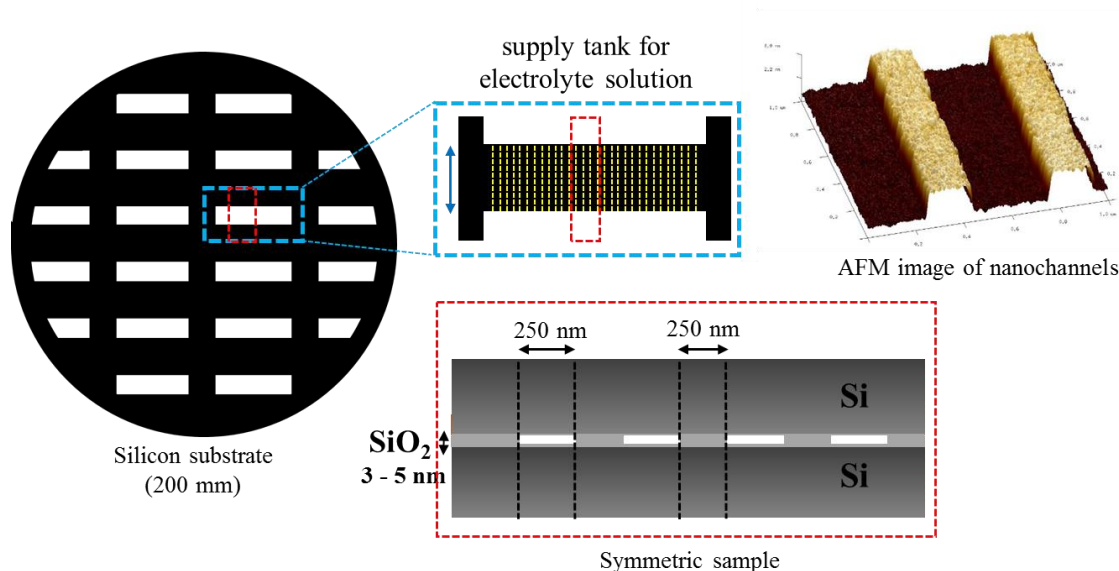 supply tank for
electrolyte solution
AFM image of nanochannels
250 nm
250 nm
Si
SiO2
3 - 5 nm
Si
Silicon substrate
(200 mm)
Symmetric sample